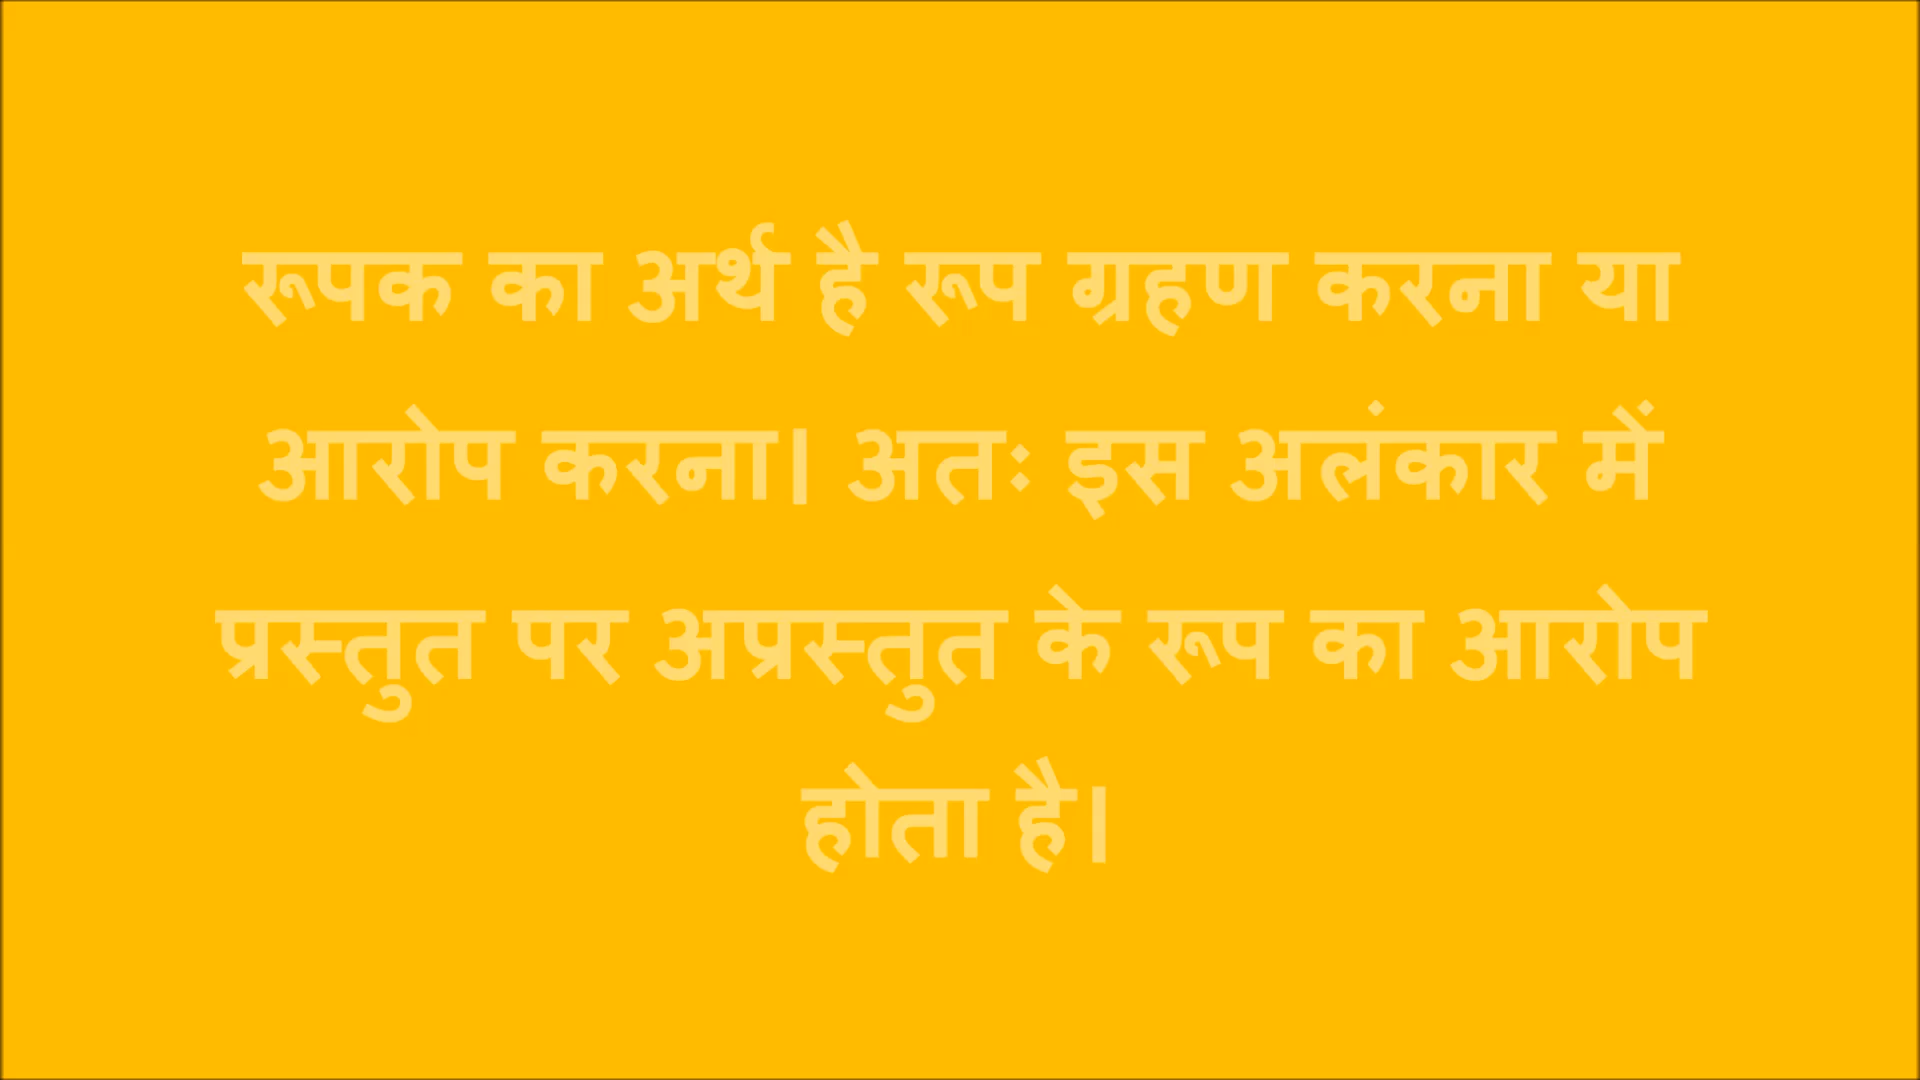 रूपक का अर्थ है रूप ग्रहण करना या
आरोप करना। अतः इस अलंकार में
प्रस्तुत पर अप्रस्तुत के रूप का आरोप
होता है।